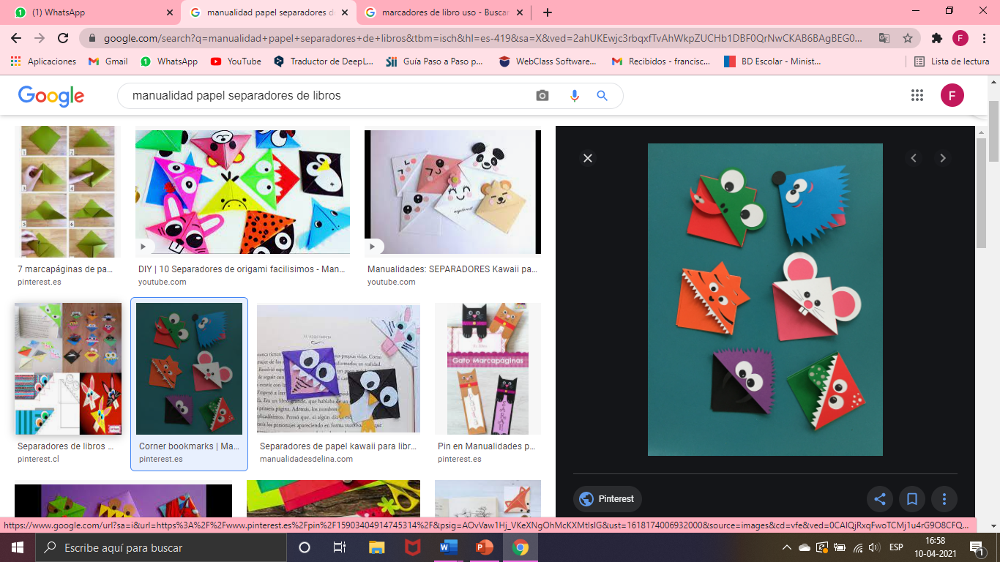 (1) WhatsApp
manualidad papel separadores d
marcadores de libro uso - Buscar
google.com/search?q=manualidad+papel+separadores+de+libros&tbm=isch&hl=es-419&sa=X&ved=2ahUKEwjc3rbqxfTvAhWkpZUCHb1DBF0QrNwCKAB6BAgBEG0...
F
Aplicaciones
Gmail
WhatsApp
YouTube
Traductor de DeepL...
Guía Paso a Paso p...
WebClass Software...
Recibidos - francisc...
BD Escolar - Minist...
Lista de lectura
Google
manualidad papel separadores de libros
F
7 marcapáginas de pa...
pinterest.es
DIY | 10 Separadores de origami facilisimos - Man...
youtube.com
Manualidades: SEPARADORES Kawaii pa...
youtube.com
Gato Marcapaginas
Separadores de libros ...
pinterest.cl
Corner bookmarks | Ma...
pinterest.es
Separadores de papel kawaii para libr...
manualidadesdelina.com
Pin en Manualidades p...
pinterest.es
Pinterest
https://www.google.com/url?sa=i&url=https%3A%2F%2Fwww.pinterest.es%2Fpin%2F15903404914745314%2F&psig=AOvVaw1Hj_VKeXNgOhMcKXMtlsIG&ust=1618174006932000&source=images&cd=vfe&ved=0CAIQjRxqFwoTCMj1u4rG9O8CFQ...
Escribe aquí para buscar
ESP
16:58
10-04-2021
1